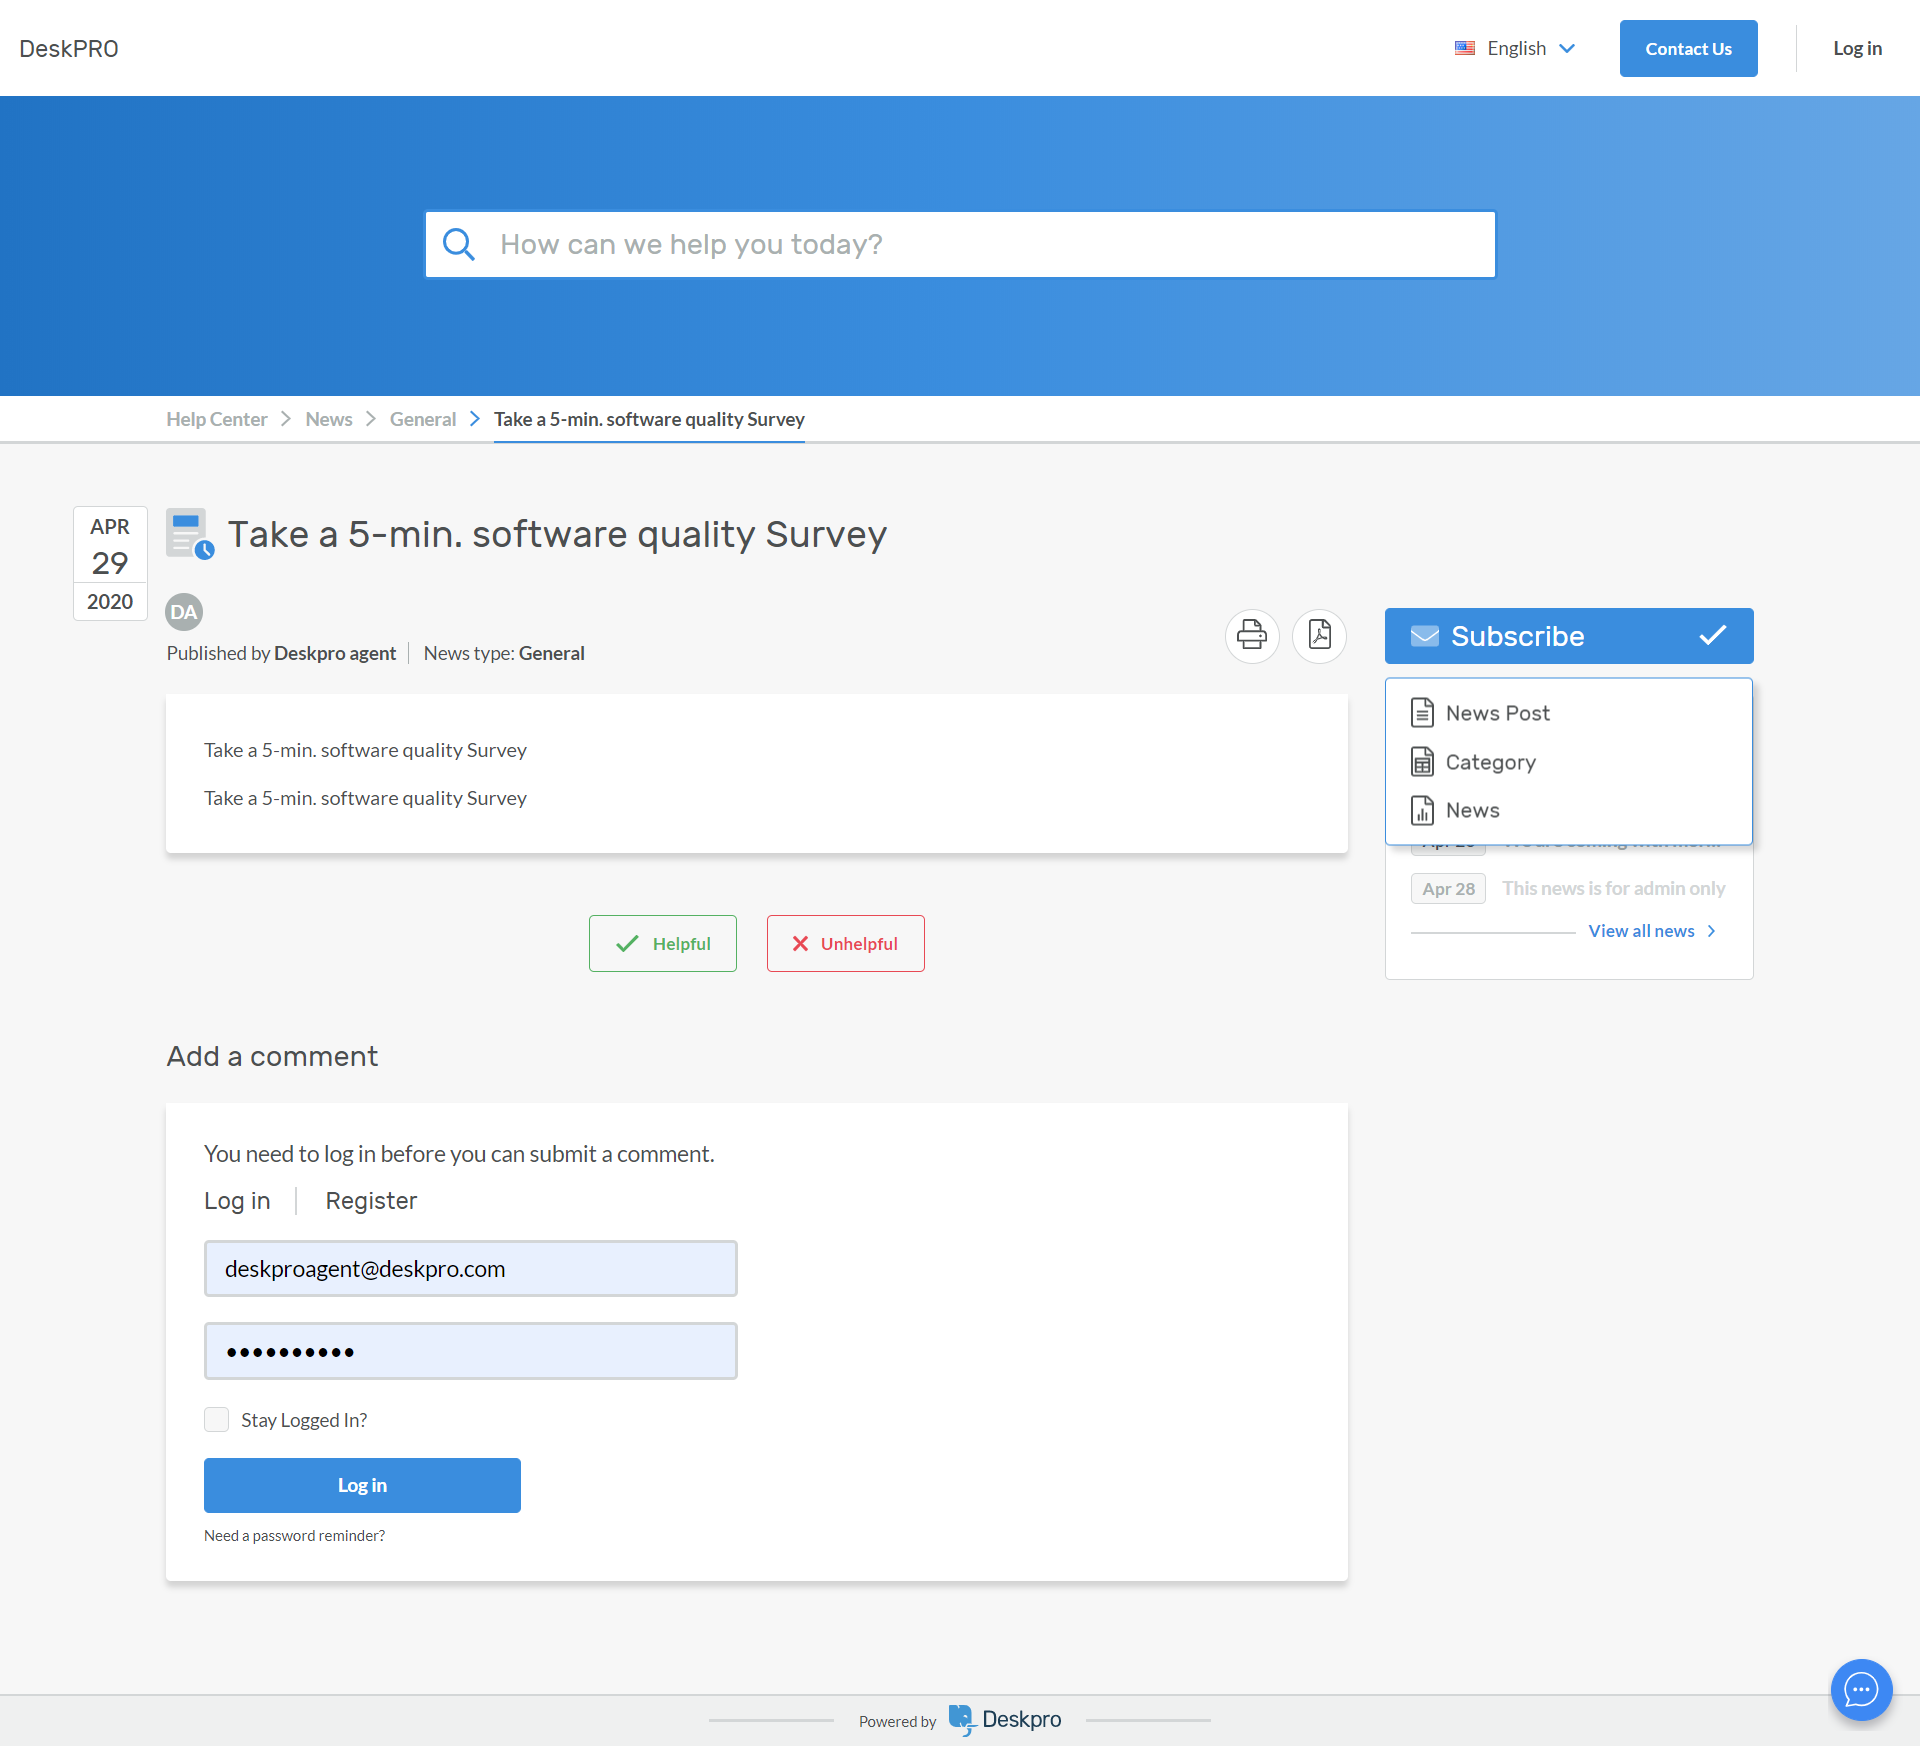 DeskPRO
English
Contact Us
Log in
How can we help you today?
Help Center
News
General
Take a 5-min. software quality Survey
APR
29
2020
Take a 5-min. software quality Survey
DA
Published by Deskpro agent
News type: General
Subscribe
News Post
Category
News
Take a 5-min. software quality Survey
Take a 5-min. software quality Survey
Apr 28
This news is for admin only
View all news
Helpful
Unhelpful
Add a comment
You need to log in before you can submit a comment.
Log in
Register
deskproagent@deskpro.com
••••••••••
Stay Logged In?
Log in
Need a password reminder?
Powered by
Deskpro